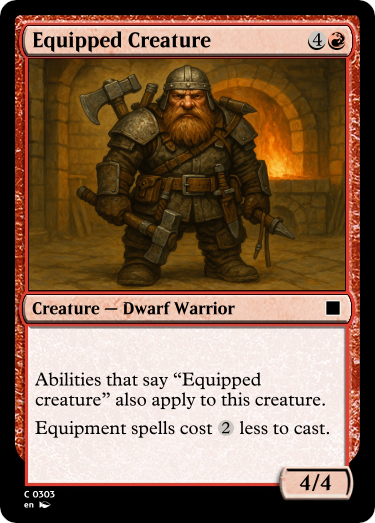 Equipped Creature 4
Creature — Dwarf Warrior
Abilities that say “Equipped
creature” also apply to this creature.
Equipment spells cost 2 less to cast.
4/4
C 0303
en